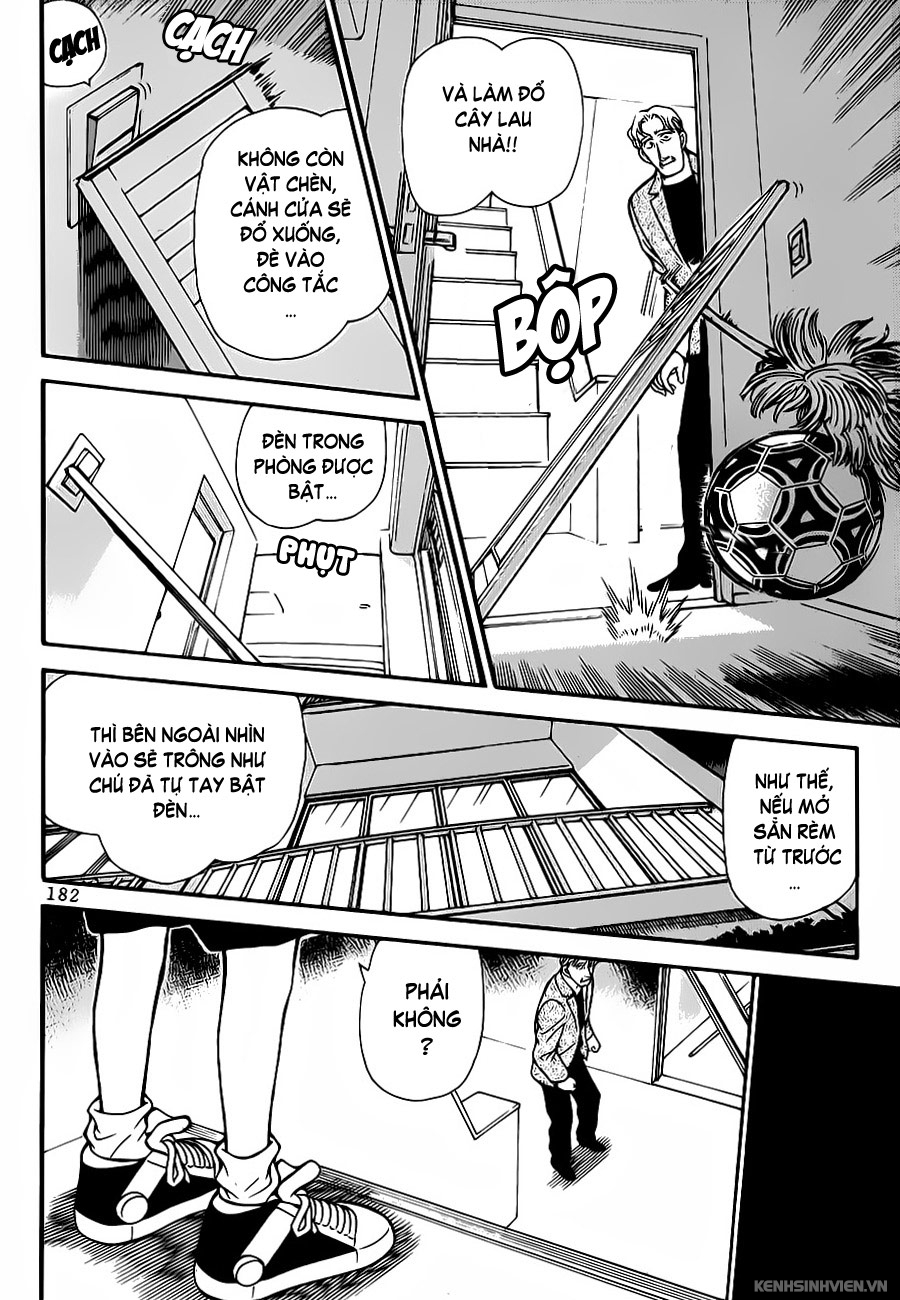 VÀ LÀM ĐỔ
CÂY LAU
NHÀ!!
BỘP
CẠCH
CẠCH
KHÔNG CÒN
VẬT CHÈN,
CÁNH CỬA SẼ
ĐỔ XUỐNG,
ĐÈ VÀO
CÔNG TẮC
...
ĐÈN TRONG
PHÒNG ĐƯỢC
BẬT...
PHỤT
NHƯ THẾ,
NẾU MỞ
SẴN RÈM
TỪ TRƯỚC
...
THÌ BÊN NGOÀI NHÌN
VÀO SẼ TRÔNG NHƯ
CHÚ ĐÃ TỰ TAY BẬT
ĐÈN...
182
PHẢI
KHÔNG
?
KENHSINHVIEN.VN